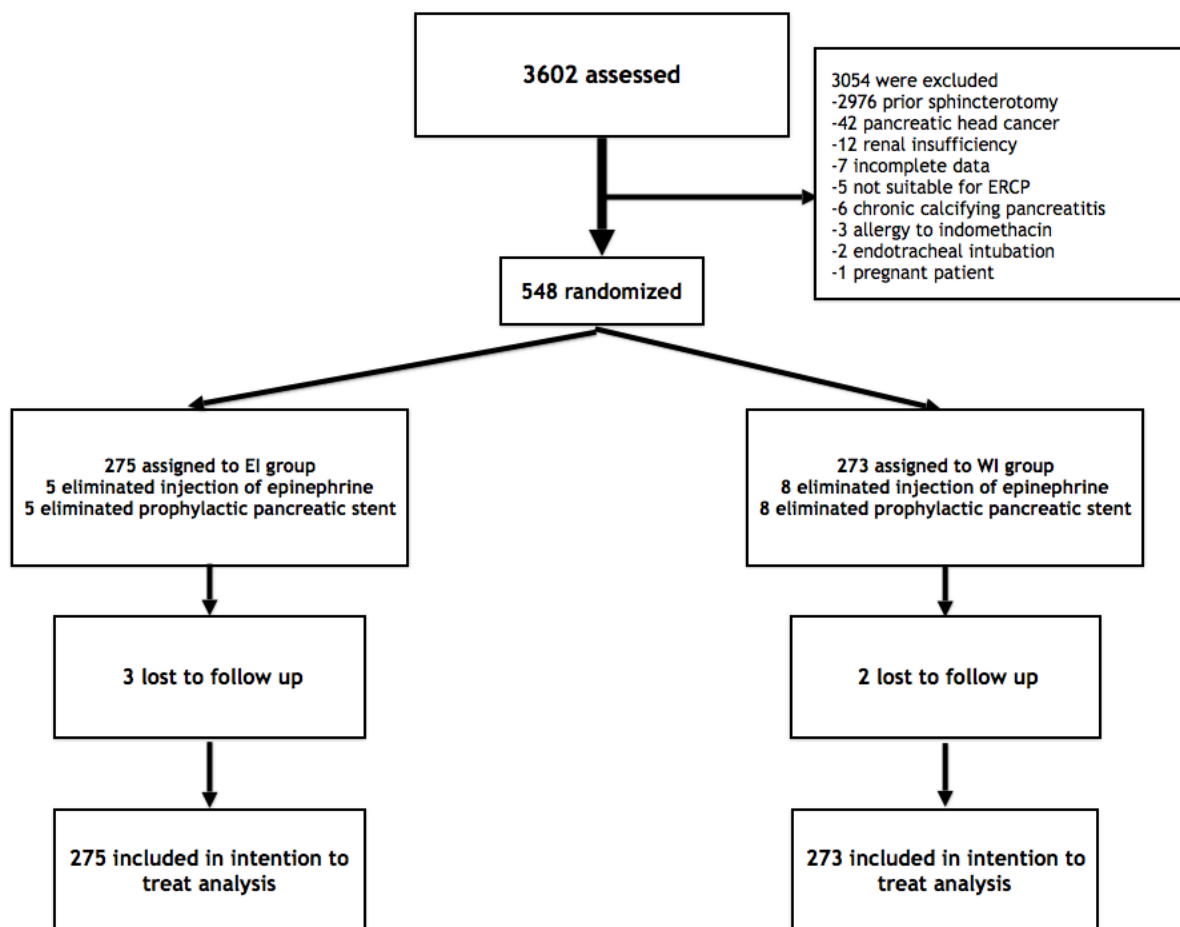 3602 assessed
3054 were excluded
-2976 prior sphincterotomy
-42 pancreatic head cancer
-12 renal insufficiency
-7 incomplete data
-5 not suitable for ERCP
-6 chronic calcifying pancreatitis
-3 allergy to indomethacin
-2 endotracheal intubation
-1 pregnant patient
548 randomized
275 assigned to EI group
5 eliminated injection of epinephrine
5 eliminated prophylactic pancreatic stent
273 assigned to WI group
8 eliminated injection of epinephrine
8 eliminated prophylactic pancreatic stent
3 lost to follow up
2 lost to follow up
275 included in intention to
treat analysis
273 included in intention to
treat analysis